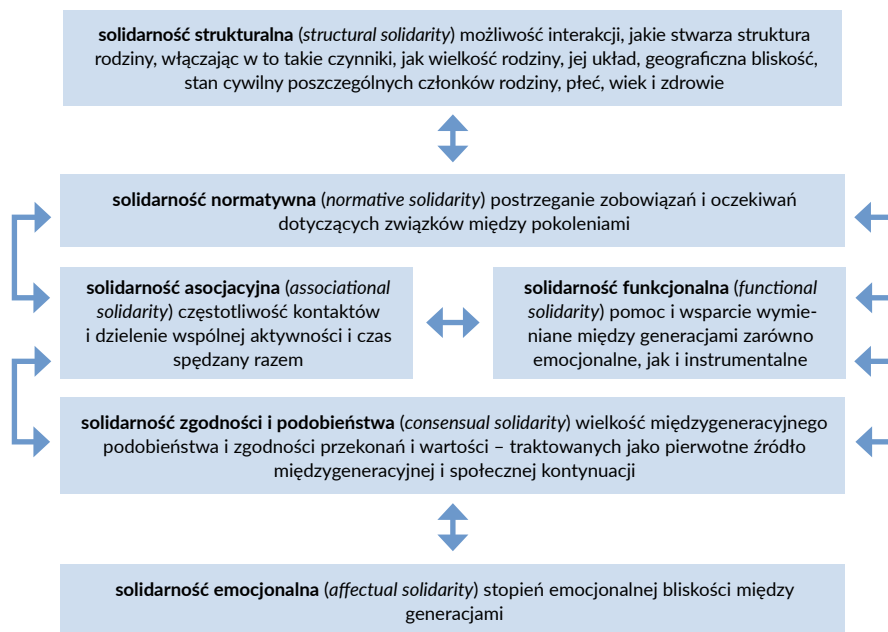 solidarność strukturalna (structural solidarity) możliwość interakcji, jakie stwarza struktura
rodziny, włączając w to takie czynniki, jak wielkość rodziny, jej układ, geograficzna bliskość,
stan cywilny poszczególnych członków rodziny, płeć, wiek i zdrowie
solidarność normatywna (normative solidarity) postrzeganie zobowiązań i oczekiwań
dotyczących związków między pokoleniami
solidarność asocjacyjna (associational
solidarity) częstotliwość kontaktów
i dzielenie wspólnej aktywności i czas
spędzany razem
solidarność funkcjonalna (functional
solidarity) pomoc i wsparcie wymie-
niane między generacjami zarówno
emocjonalne, jak i instrumentalne
solidarność zgodności i podobieństwa (consensual solidarity) wielkość międzygeneracyjnego
podobieństwa i zgodności przekonań i wartości – traktowanych jako pierwotne źródło
międzygeneracyjnej i społecznej kontynuacji
solidarność emocjonalna (affectual solidarity) stopień emocjonalnej bliskości między
generacjami